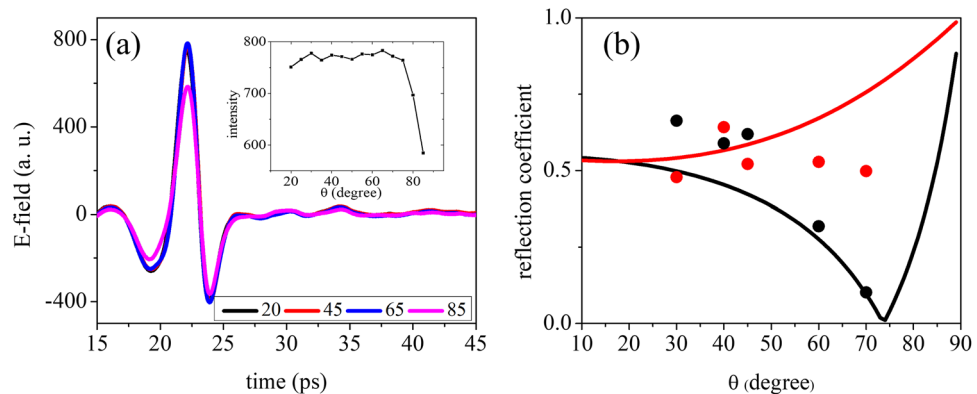 (a)
800
400
0
-400
E-field (a. u.)
15 20 25 30 35 40 45
time (ps)
20 45 65 85
800
700
600
intensity
20 40 60 80
θ (degree)
(b)
1.0
0.5
0.0
reflection coefficient
10 20 30 40 50 60 70 80 90
θ (degree)